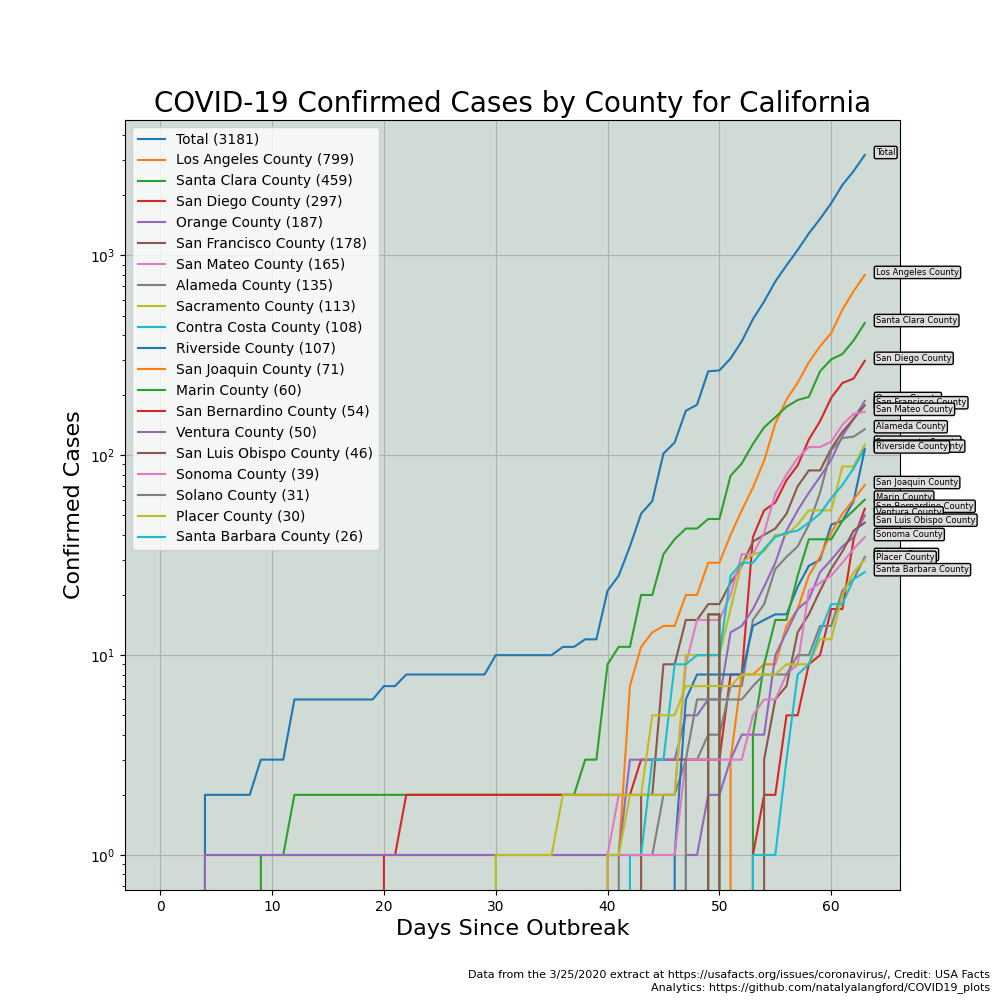 COVID-19 Confirmed Cases by County for California
Total (3181)
Los Angeles County (799)
Santa Clara County (459)
San Diego County (297)
Orange County (187)
San Francisco County (178)
San Mateo County (165)
Alameda County (135)
Sacramento County (113)
Contra Costa County (108)
Riverside County (107)
San Joaquin County (71)
Marin County (60)
San Bernardino County (54)
Ventura County (50)
San Luis Obispo County (46)
Sonoma County (39)
Solano County (31)
Placer County (30)
Santa Barbara County (26)
Total
Los Angeles County
Santa Clara County
San Diego County
San Francisco County
San Mateo County
Alameda County
Riverside County
San Joaquin County
Marin County
San Bernardino County
Ventura County
San Luis Obispo County
Sonoma County
Placer County
Santa Barbara County
Confirmed Cases
10³
10²
10¹
10⁰
0 10 20 30 40 50 60
Days Since Outbreak
Data from the 3/25/2020 extract at https://usafacts.org/issues/coronavirus/, Credit: USA Facts
Analytics: https://github.com/natalyalangford/COVID19_plots